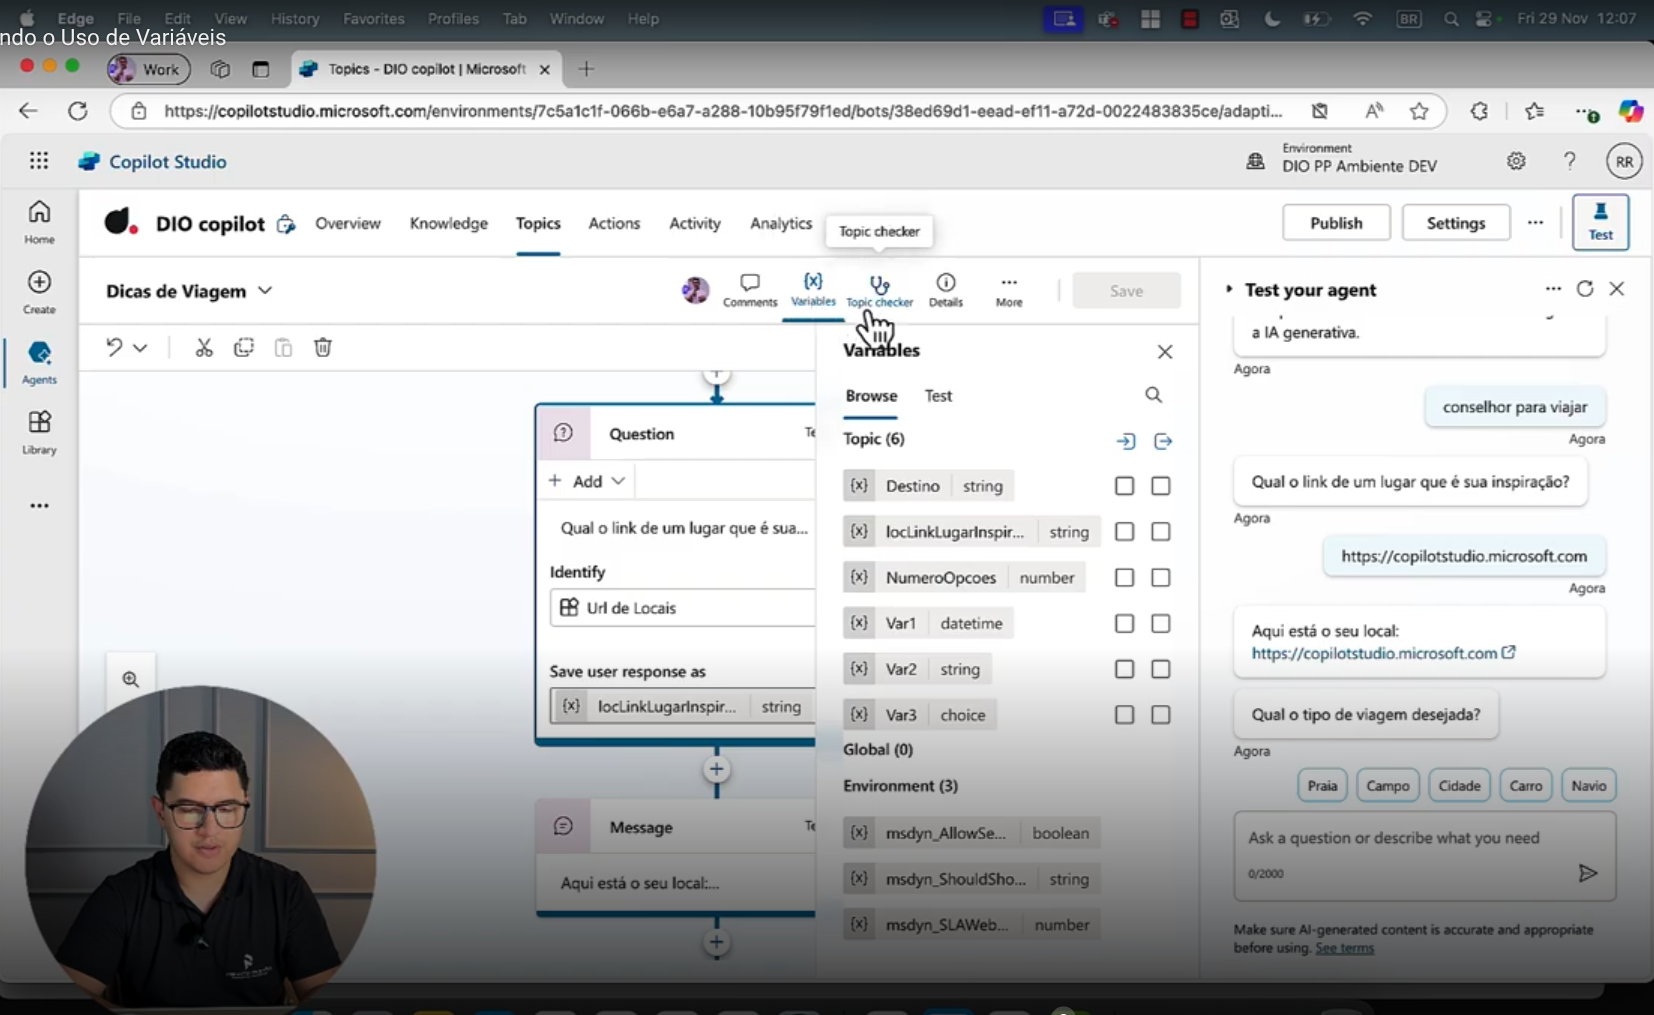 Edge File Edit View History Favorites Profiles Tab Window Help BR Fri 29 Nov 12:07
ndo o Uso de Variáveis
Work Topics - DIO copilot | Microsoft
https://copilotstudio.microsoft.com/environments/7c5a1c1f-066b-e6a7-a288-10b95f79f1ed/bots/38ed69d1-eead-ef11-a72d-0022483835ce/adapti...
Copilot Studio
Environment
DIO PP Ambiente DEV
RR
Home
Create
Agents
Library
DIO copilot Overview Knowledge Topics Actions Activity Analytics
Topic checker
Publish Settings ... Test
Dicas de Viagem
Comments Variables Topic checker Details More
Save
Question
Add
Qual o link de um lugar que é sua...
Identify
Url de Locais
Save user response as
{x} locLinkLugarInspir... string
Message
Aqui está o seu local:...
Variables
Browse Test
Topic (6)
{x} Destino string
{x} locLinkLugarInspir... string
{x} NumeroOpcoes number
{x} Var1 datetime
{x} Var2 string
{x} Var3 choice
Global (0)
Environment (3)
{x} msdyn_AllowSe... boolean
{x} msdyn_ShouldSho... string
{x} msdyn_SLAWeb... number
Test your agent
a IA generativa.
Agora
conselhor para viajar
Agora
Qual o link de um lugar que é sua inspiração?
Agora
https://copilotstudio.microsoft.com
Agora
Aqui está o seu local:
https://copilotstudio.microsoft.com
Qual o tipo de viagem desejada?
Agora
Praia Campo Cidade Carro Navio
Ask a question or describe what you need
0/2000
Make sure AI-generated content is accurate and appropriate
before using. See terms